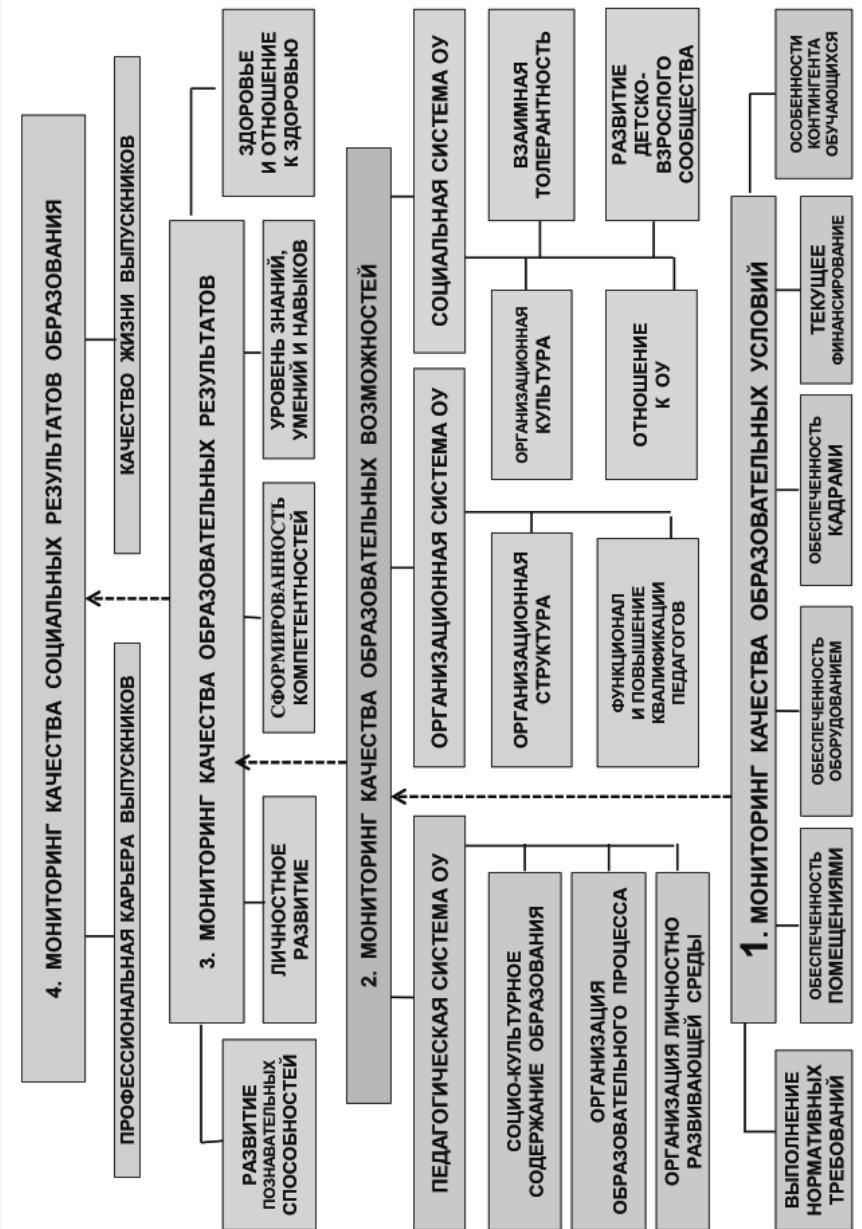 4. МОНИТОРИНГ КАЧЕСТВА СОЦИАЛЬНЫХ РЕЗУЛЬТАТОВ ОБРАЗОВАНИЯ
ПРОФЕССИОНАЛЬНАЯ КАРЬЕРА ВЫПУСКНИКОВ
КАЧЕСТВО ЖИЗНИ ВЫПУСКНИКОВ
3. МОНИТОРИНГ КАЧЕСТВА ОБРАЗОВАТЕЛЬНЫХ РЕЗУЛЬТАТОВ
РАЗВИТИЕ
ПОЗНАВАТЕЛЬНЫХ
СПОСОБНОСТЕЙ
ЛИЧНОСТНОЕ
РАЗВИТИЕ
СФОРМИРОВАННОСТЬ
КОМПЕТЕНТНОСТЕЙ
УРОВЕНЬ ЗНАНИЙ,
УМЕНИЙ И НАВЫКОВ
ЗДОРОВЬЕ
И ОТНОШЕНИЕ
К ЗДОРОВЬЮ
2. МОНИТОРИНГ КАЧЕСТВА ОБРАЗОВАТЕЛЬНЫХ ВОЗМОЖНОСТЕЙ
ПЕДАГОГИЧЕСКАЯ СИСТЕМА ОУ
СОЦИО-КУЛЬТУРНОЕ
СОДЕРЖАНИЕ ОБРАЗОВАНИЯ
ОРГАНИЗАЦИЯ
ОБРАЗОВАТЕЛЬНОГО ПРОЦЕССА
ОРГАНИЗАЦИЯ ЛИЧНОСТНО
РАЗВИВАЮЩЕЙ СРЕДЫ
ОРГАНИЗАЦИОННАЯ СИСТЕМА ОУ
ОРГАНИЗАЦИОННАЯ
СТРУКТУРА
ФУНКЦИОНАЛ
И ПОВЫШЕНИЕ
КВАЛИФИКАЦИИ
ПЕДАГОГОВ
СОЦИАЛЬНАЯ СИСТЕМА ОУ
ОРГАНИЗАЦИОННАЯ
КУЛЬТУРА
ВЗАИМНАЯ
ТОЛЕРАНТНОСТЬ
ОТНОШЕНИЕ
К ОУ
РАЗВИТИЕ
ДЕТСКО-
ВЗРОСЛОГО
СООБЩЕСТВА
1. МОНИТОРИНГ КАЧЕСТВА ОБРАЗОВАТЕЛЬНЫХ УСЛОВИЙ
ВЫПОЛНЕНИЕ
НОРМАТИВНЫХ
ТРЕБОВАНИЙ
ОБЕСПЕЧЕННОСТЬ
ПОМЕЩЕНИЯМИ
ОБЕСПЕЧЕННОСТЬ
ОБОРУДОВАНИЕМ
ОБЕСПЕЧЕННОСТЬ
КАДРАМИ
ТЕКУЩЕЕ
ФИНАНСИРОВАНИЕ
ОСОБЕННОСТИ
КОНТИНГЕНТА
ОБУЧАЮЩИХСЯ